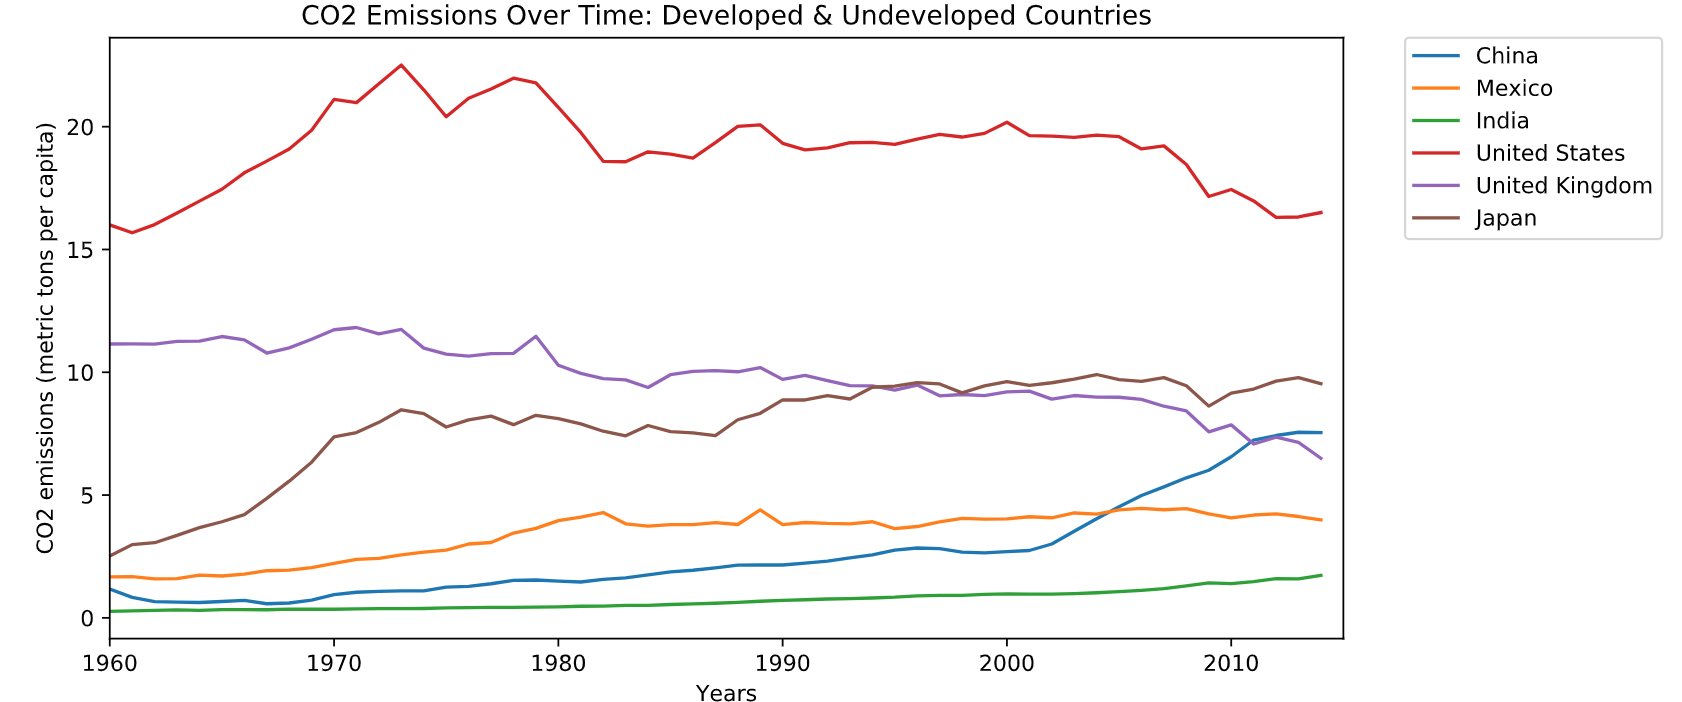 CO2 Emissions Over Time: Developed & Undeveloped Countries
CO2 emissions (metric tons per capita)
20
15
10
5
0
1960 1970 1980 1990 2000 2010
Years
China
Mexico
India
United States
United Kingdom
Japan